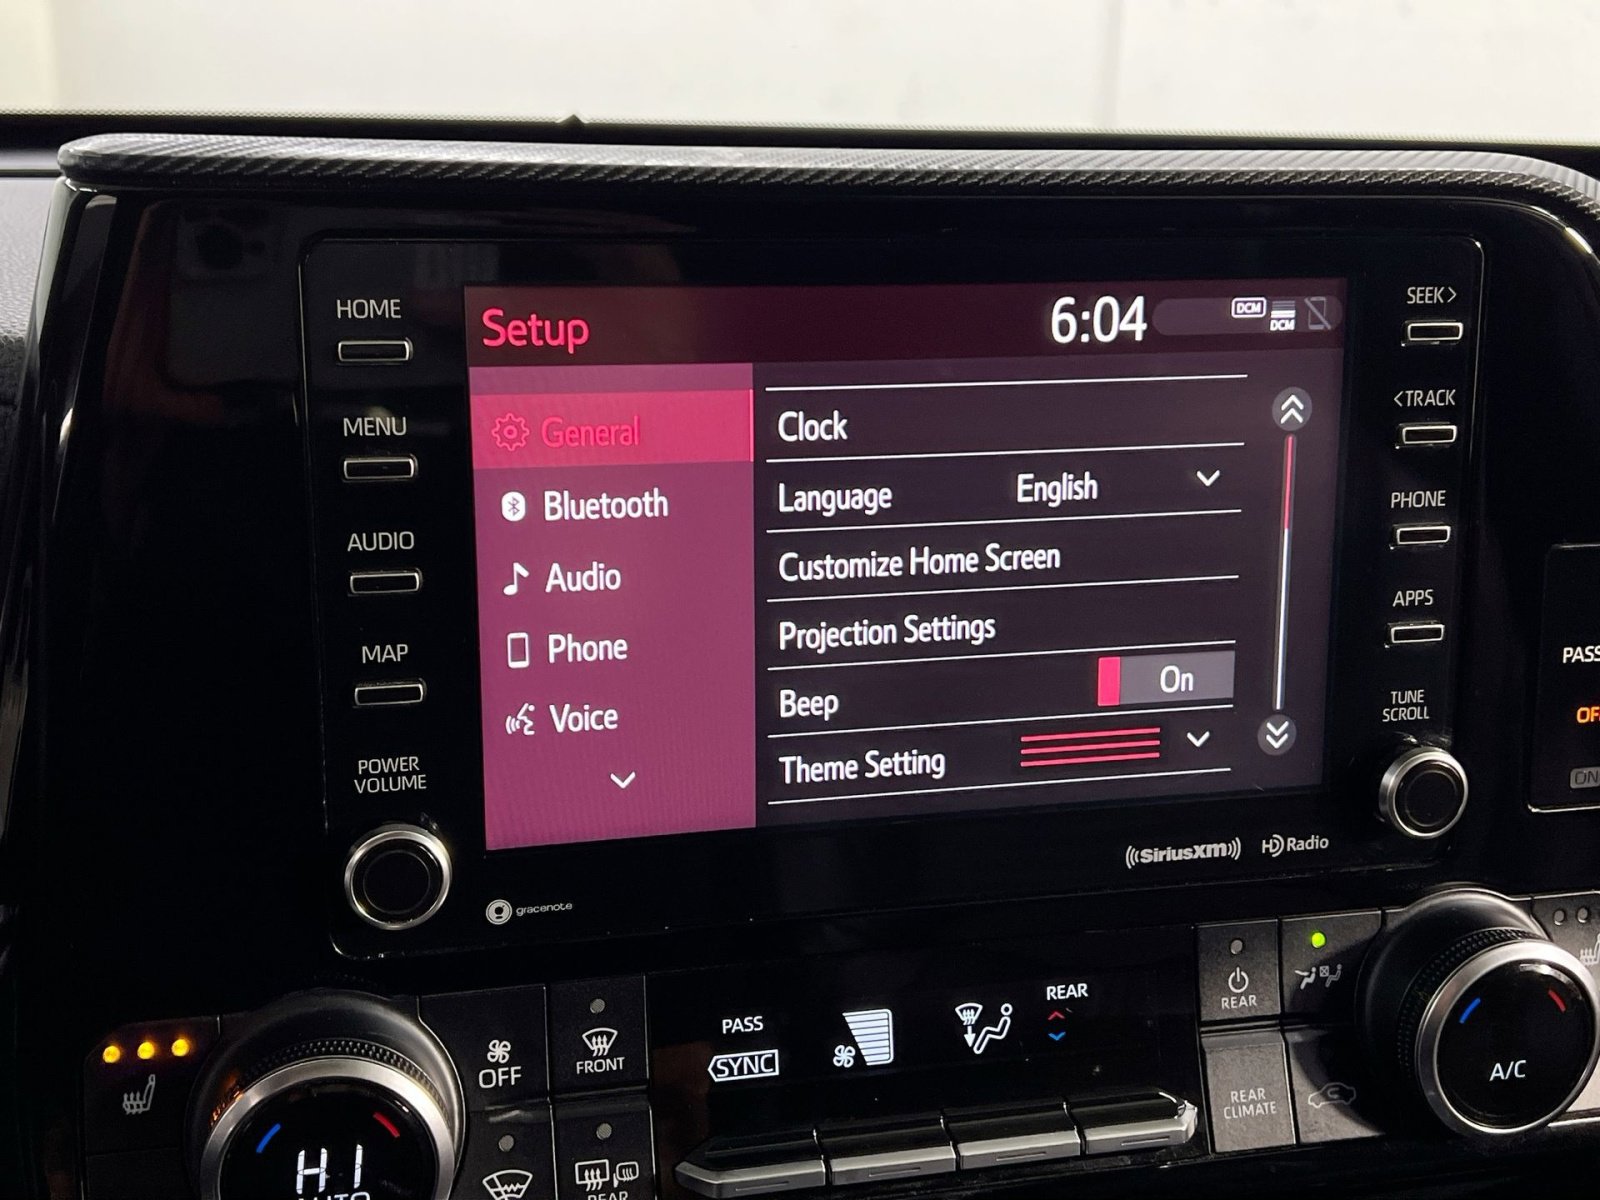 HOME
MENU
AUDIO
MAP
POWER
VOLUME
Setup
6:04
DCM
DCM
General
Bluetooth
Audio
Phone
Voice
Clock
Language English
Customize Home Screen
Projection Settings
Beep On
Theme Setting
SEEK>
<TRACK
PHONE
APPS
TUNE
SCROLL
gracenote
SiriusXM
HD Radio
PASS
ON
OFF
FRONT
PASS
SYNC
REAR
REAR
REAR
CLIMATE
A/C
HI
AUTO
REAR